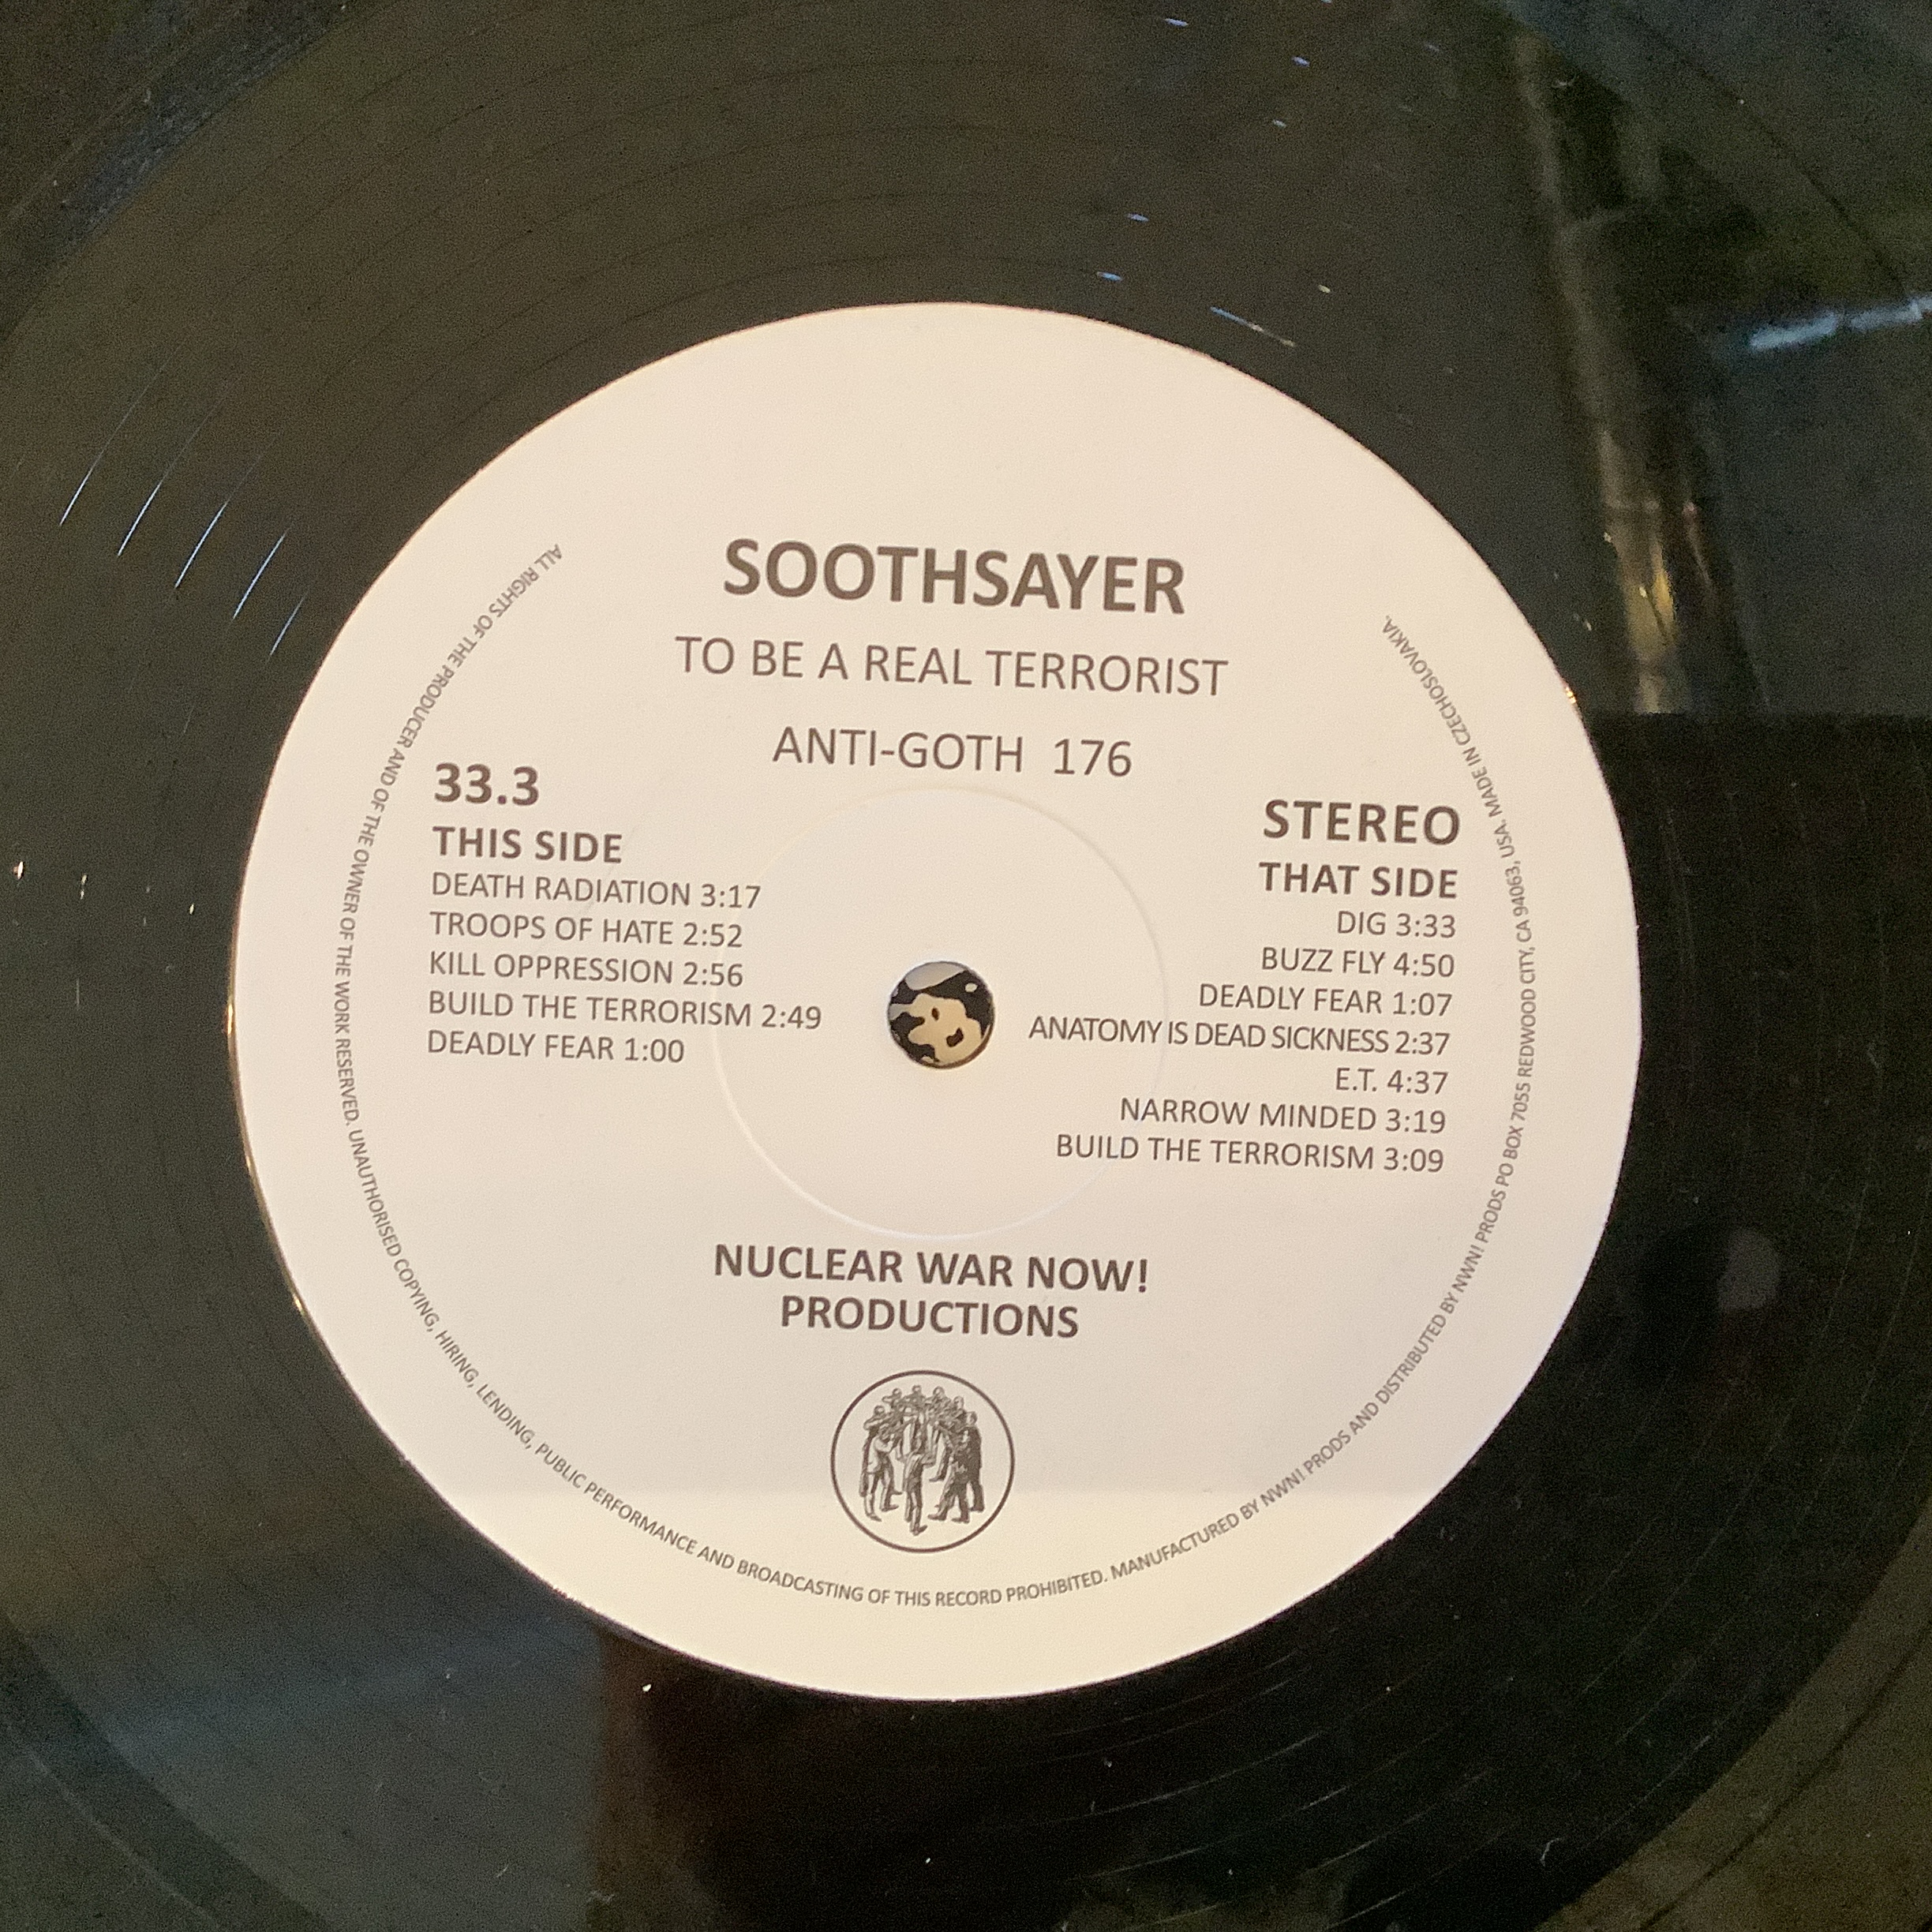 SOOTHSAYER
TO BE A REAL TERRORIST
ANTI-GOTH 176
33.3
THIS SIDE
DEATH RADIATION 3:17
TROOPS OF HATE 2:52
KILL OPPRESSION 2:56
BUILD THE TERRORISM 2:49
DEADLY FEAR 1:00
STEREO
THAT SIDE
DIG 3:33
BUZZ FLY 4:50
DEADLY FEAR 1:07
ANATOMY IS DEAD SICKNESS 2:37
E.T. 4:37
NARROW MINDED 3:19
BUILD THE TERRORISM 3:09
NUCLEAR WAR NOW!
PRODUCTIONS
ALL RIGHTS OF THE PRODUCER AND OF THE OWNER OF THE WORK RESERVED. UNAUTHORISED COPYING, HIRING, LENDING, PUBLIC PERFORMANCE AND BROADCASTING OF THIS RECORD PROHIBITED. MANUFACTURED BY NWN! PRODS AND DISTRIBUTED BY NWN! PRODS PO BOX 7055 REDWOOD CITY, CA 94063, USA. MADE IN CZECHOSLOVAKIA.